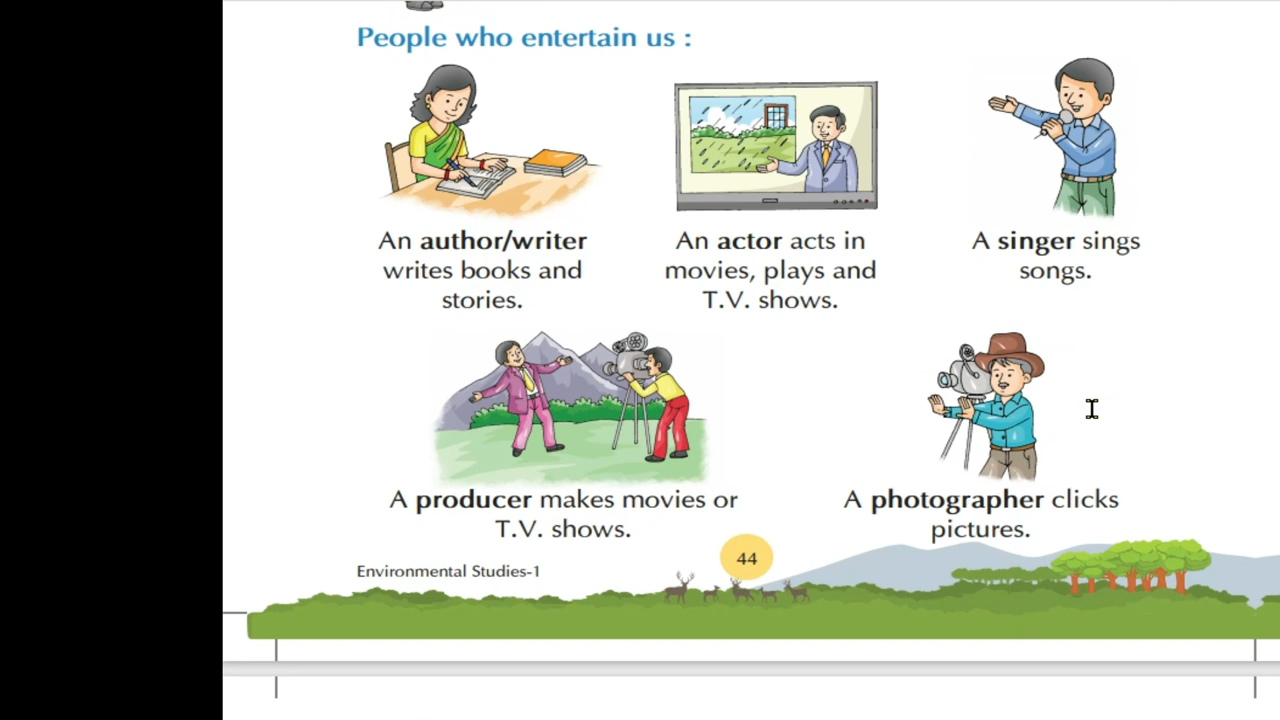 People who entertain us :
An author/writer
writes books and
stories.
An actor acts in
movies, plays and
T.V. shows.
A singer sings
songs.
A producer makes movies or
T.V. shows.
A photographer clicks
pictures.
44
Environmental Studies-1